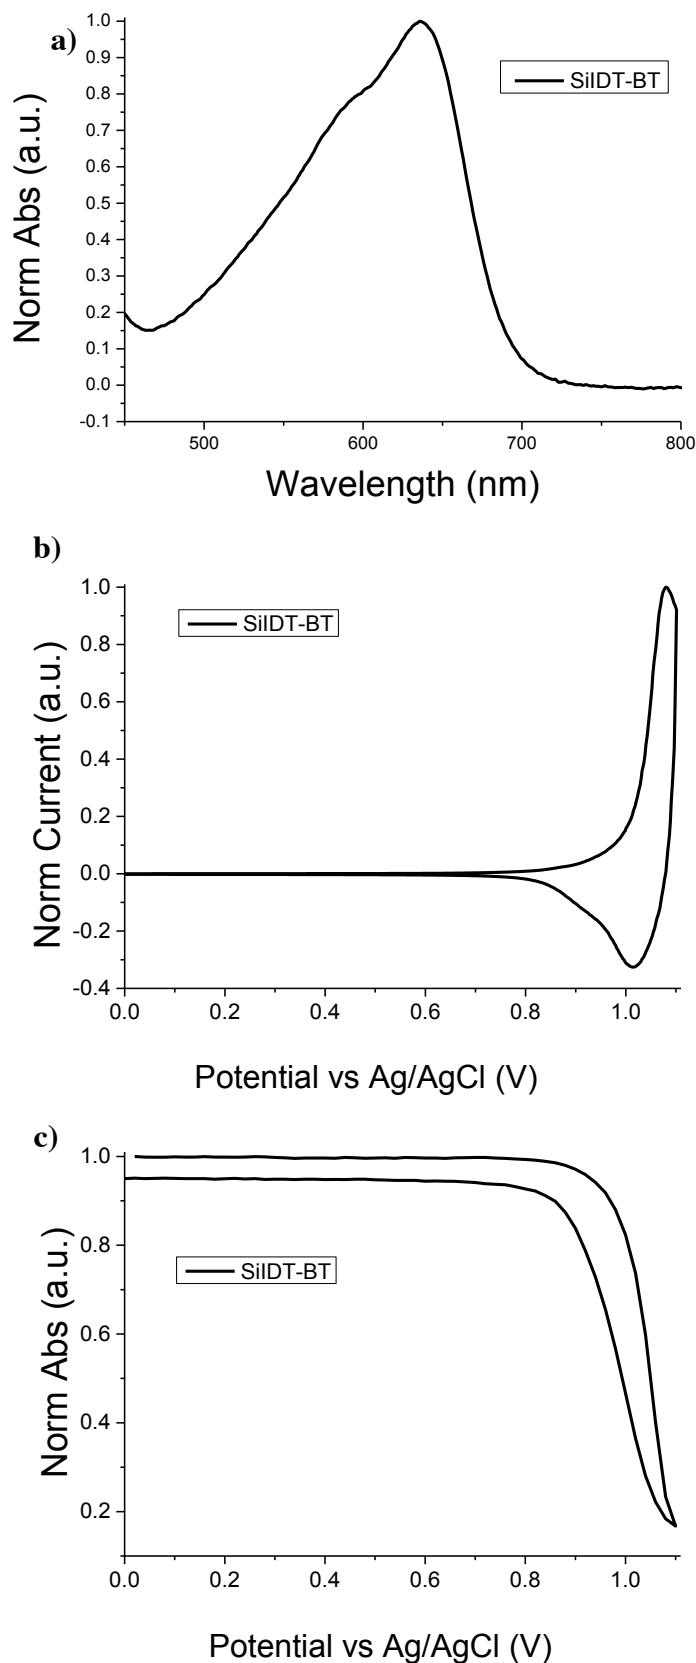 a)
1.0
0.9
0.8
0.7
0.6
0.5
0.4
0.3
0.2
0.1
0.0
-0.1
Norm Abs (a.u.)
SiIDT-BT
500 600 700 800
Wavelength (nm)
b)
1.0
0.8
0.6
0.4
0.2
0.0
-0.2
-0.4
Norm Current (a.u.)
SiIDT-BT
0.0 0.2 0.4 0.6 0.8 1.0
Potential vs Ag/AgCl (V)
c)
1.0
0.8
0.6
0.4
0.2
Norm Abs (a.u.)
SiIDT-BT
0.0 0.2 0.4 0.6 0.8 1.0
Potential vs Ag/AgCl (V)